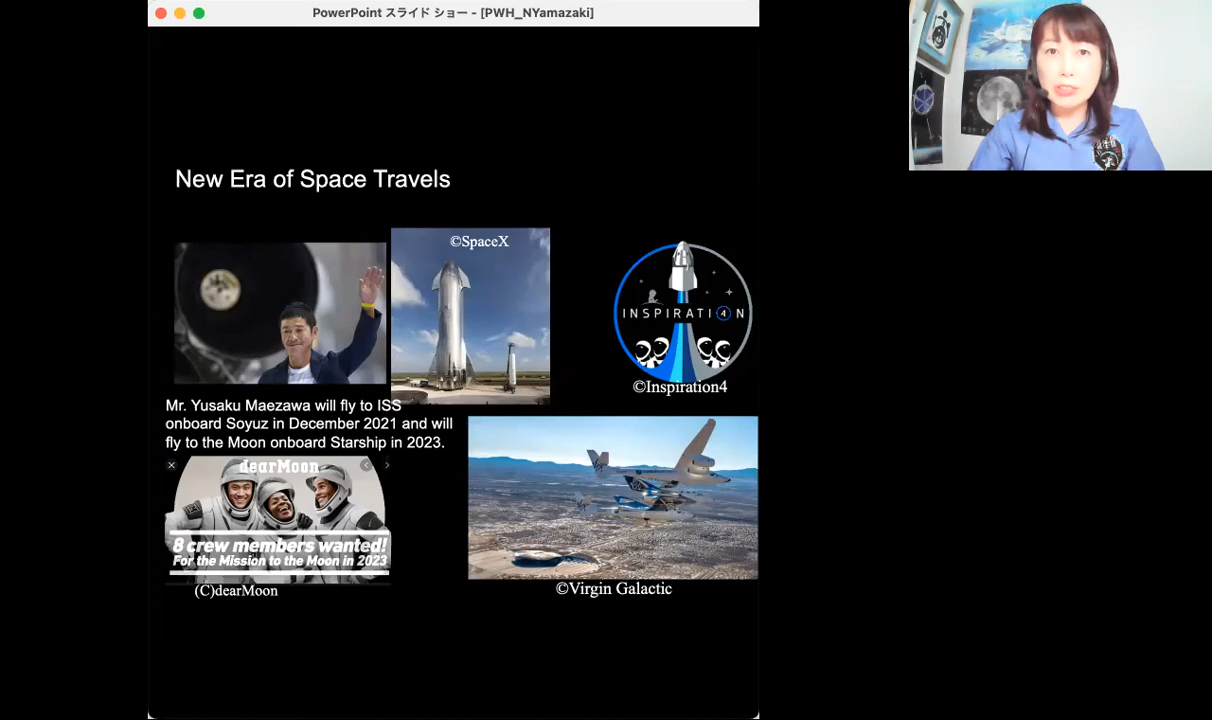 PowerPoint スライド ショー - [PWH_NYamazaki]
New Era of Space Travels
©SpaceX
INSPIRATI4N
©Inspiration4
Mr. Yusaku Maezawa will fly to ISS
onboard Soyuz in December 2021 and will
fly to the Moon onboard Starship in 2023.
dearMoon
8 crew members wanted!
For the Mission to the Moon in 2023
(C)dearMoon
©Virgin Galactic